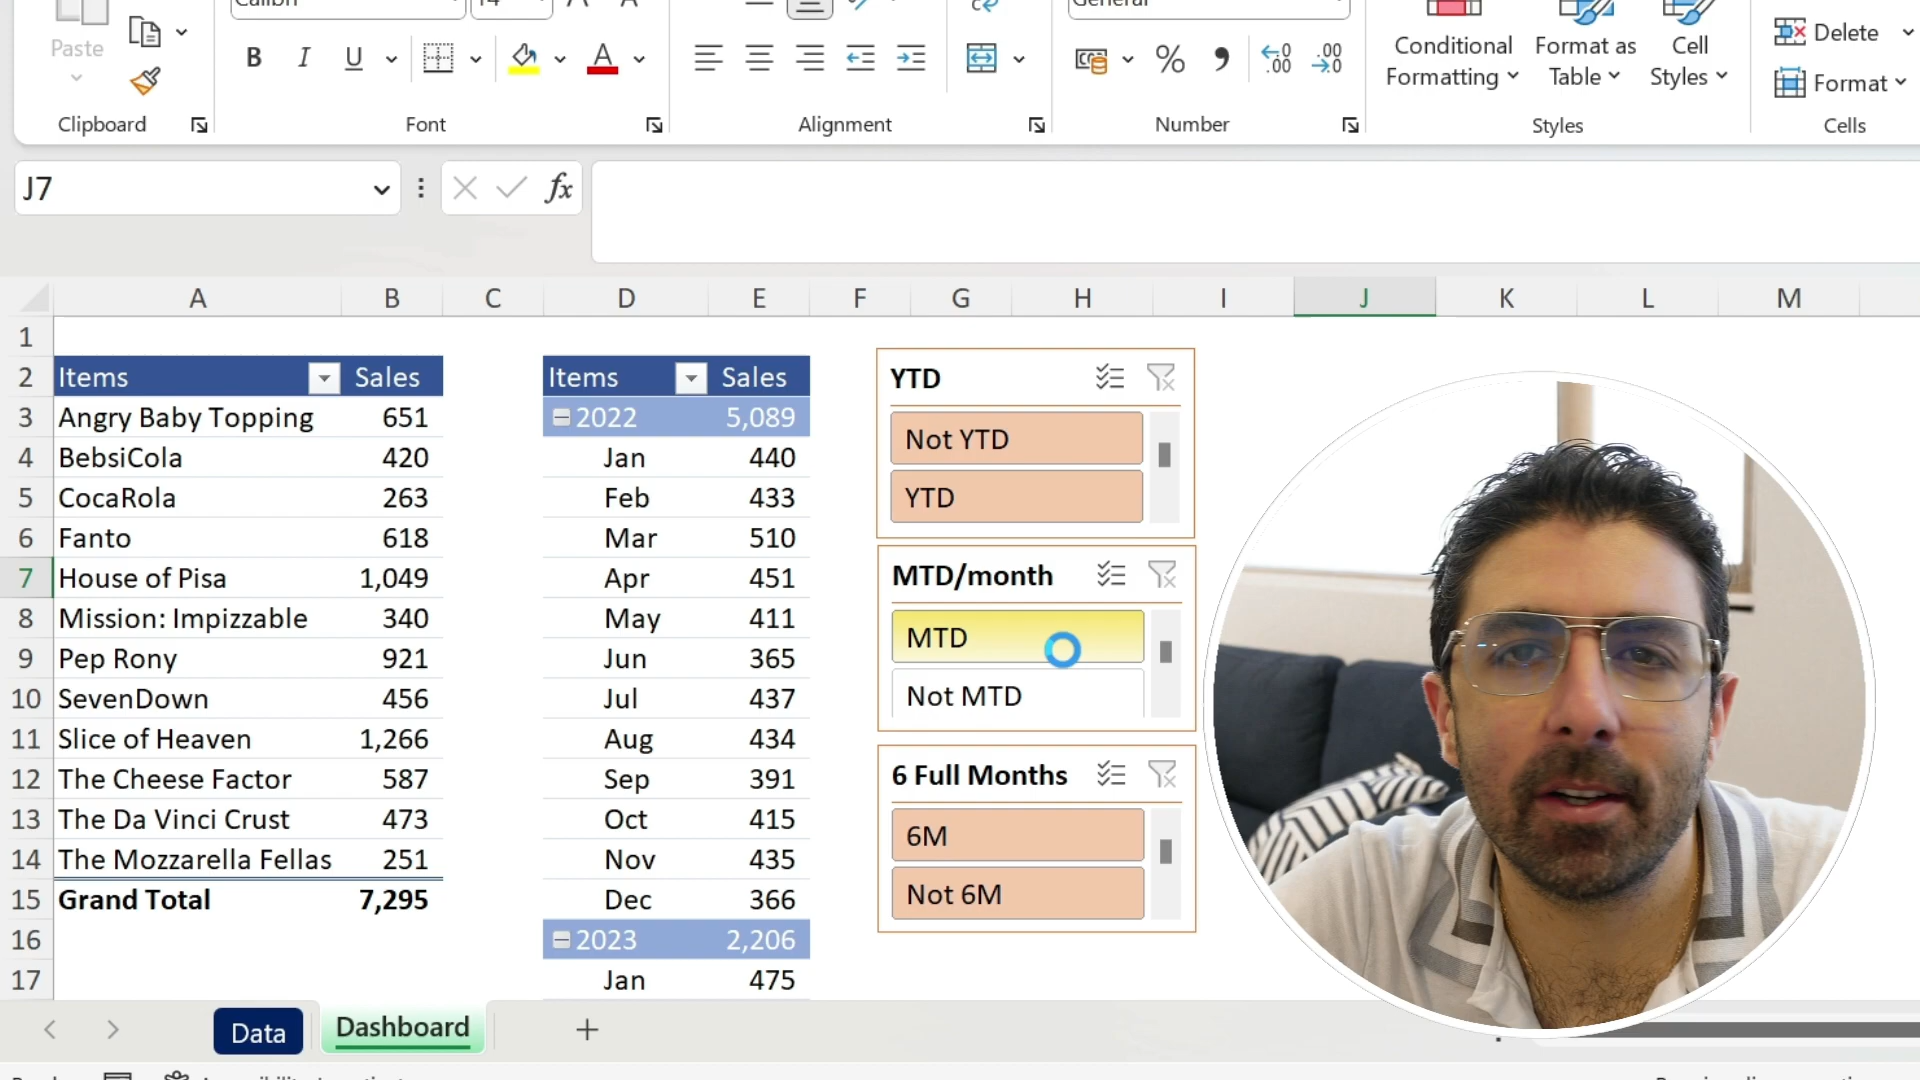 Calibri
14
General
Paste
B
I
U
A
%
Conditional
Formatting
Format as
Table
Cell
Styles
Delete
Format
Clipboard
Font
Alignment
Number
Styles
Cells
J7
fx
A B C D E F G H I J K L M
1
2 Items Sales Items Sales
3 Angry Baby Topping 651 2022 5,089
4 BebsiCola 420 Jan 440
5 CocaRola 263 Feb 433
6 Fanto 618 Mar 510
7 House of Pisa 1,049 Apr 451
8 Mission: Impizzable 340 May 411
9 Pep Rony 921 Jun 365
10 SevenDown 456 Jul 437
11 Slice of Heaven 1,266 Aug 434
12 The Cheese Factor 587 Sep 391
13 The Da Vinci Crust 473 Oct 415
14 The Mozzarella Fellas 251 Nov 435
15 Grand Total 7,295 Dec 366
16 2023 2,206
17 Jan 475
YTD
Not YTD
YTD
MTD/month
MTD
Not MTD
6 Full Months
6M
Not 6M
Data
Dashboard